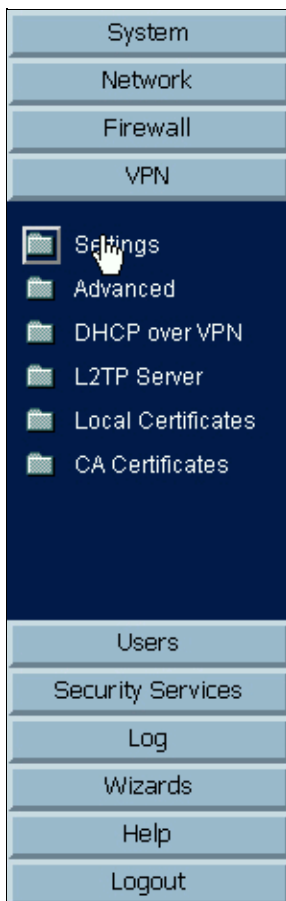 System
Network
Firewall
VPN
Settings
Advanced
DHCP over VPN
L2TP Server
Local Certificates
CA Certificates
Users
Security Services
Log
Wizards
Help
Logout